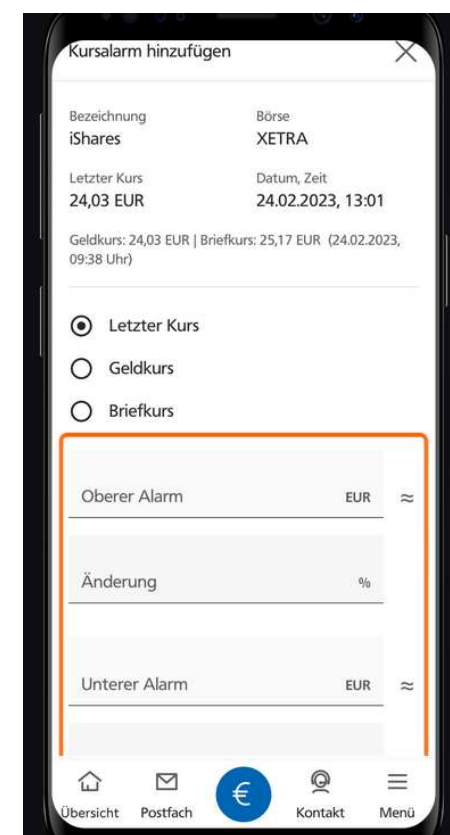 Kursalarm hinzufügen
Bezeichnung
Börse
iShares
XETRA
Letzter Kurs
Datum, Zeit
24,03 EUR
24.02.2023, 13:01
Geldkurs: 24,03 EUR | Briefkurs: 25,17 EUR (24.02.2023,
09:38 Uhr)
Letzter Kurs
Geldkurs
Briefkurs
Oberer Alarm EUR ≈
Änderung %
Unterer Alarm EUR ≈
€
Übersicht Postfach Kontakt Menü